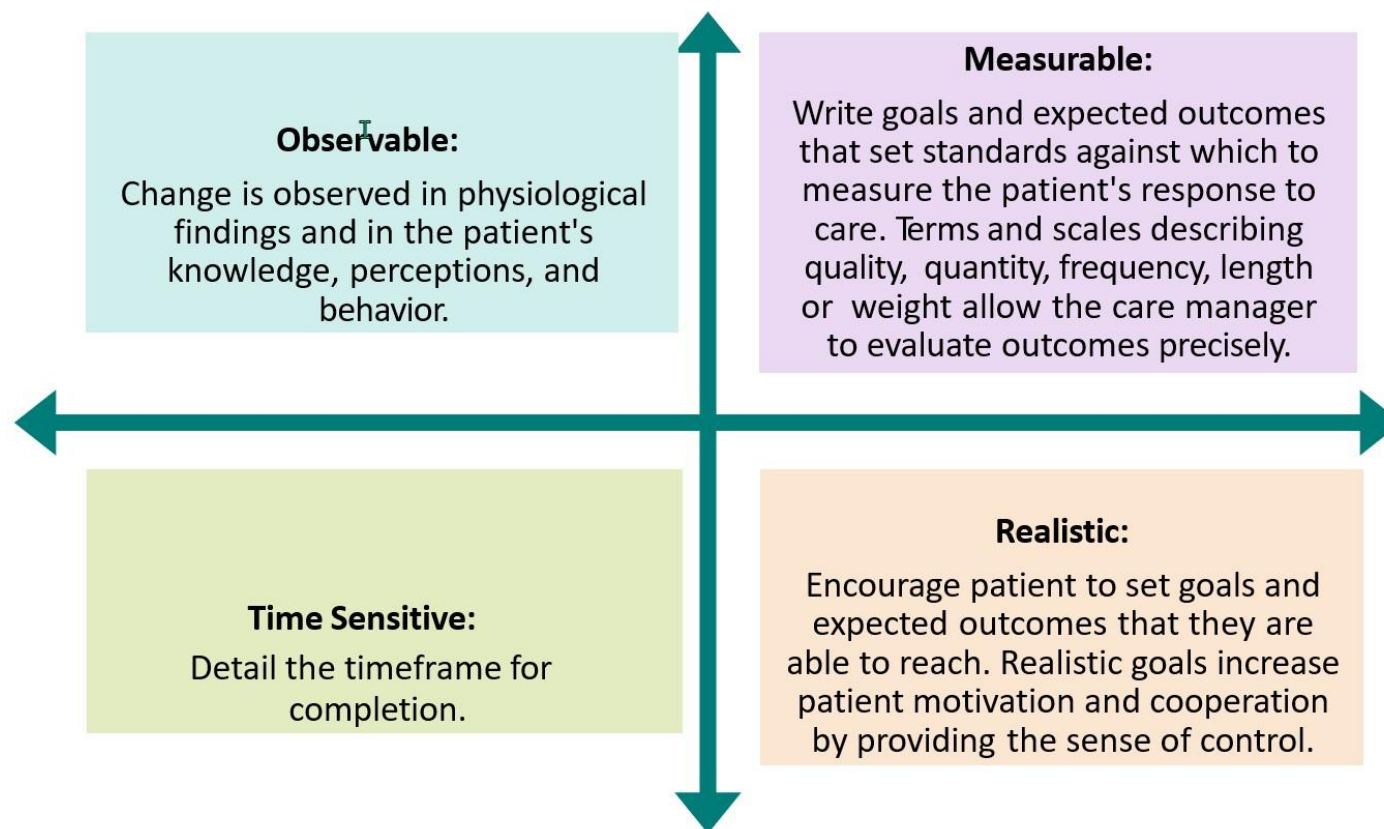 Observable:
Change is observed in physiological
findings and in the patient's
knowledge, perceptions, and
behavior.
Measurable:
Write goals and expected outcomes
that set standards against which to
measure the patient's response to
care. Terms and scales describing
quality,  quantity, frequency, length
or  weight allow the care manager
to evaluate outcomes precisely.
Time Sensitive:
Detail the timeframe for
completion.
Realistic:
Encourage patient to set goals and
expected outcomes that they are
able to reach. Realistic goals increase
patient motivation and cooperation
by providing the sense of control.